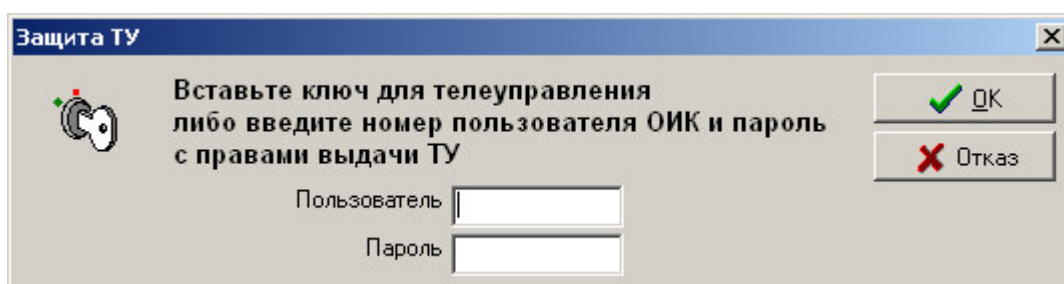 Защита ТУ
Вставьте ключ для телеуправления
либо введите номер пользователя ОИК и пароль
с правами выдачи ТУ
OK
Отказ
Пользователь
Пароль